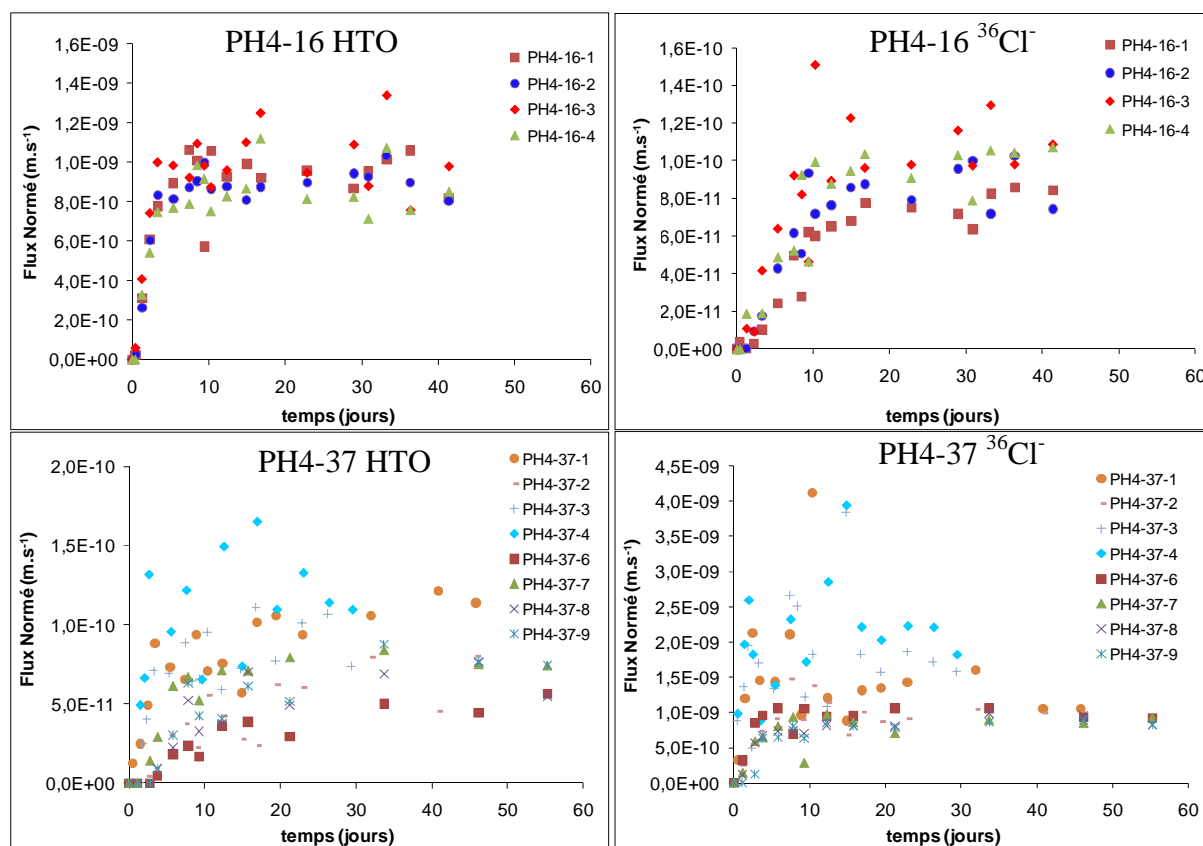 PH4-16 HTO
1,6E-09
1,4E-09
1,2E-09
1,0E-09
8,0E-10
6,0E-10
4,0E-10
2,0E-10
0,0E+00
Flux Normé (m.s-1)
0 10 20 30 40 50 60
temps (jours)
PH4-16-1
PH4-16-2
PH4-16-3
PH4-16-4
PH4-16 36Cl-
1,6E-10
1,4E-10
1,2E-10
1,0E-10
8,0E-11
6,0E-11
4,0E-11
2,0E-11
0,0E+00
Flux Normé (m.s-1)
0 10 20 30 40 50 60
temps (jours)
PH4-16-1
PH4-16-2
PH4-16-3
PH4-16-4
PH4-37 HTO
2,0E-10
1,5E-10
1,0E-10
5,0E-11
0,0E+00
Flux Normé (m.s-1)
0 10 20 30 40 50 60
temps (jours)
PH4-37-1
PH4-37-2
PH4-37-3
PH4-37-4
PH4-37-6
PH4-37-7
PH4-37-8
PH4-37-9
PH4-37 36Cl-
4,5E-09
4,0E-09
3,5E-09
3,0E-09
2,5E-09
2,0E-09
1,5E-09
1,0E-09
5,0E-10
0,0E+00
Flux Normé (m.s-1)
0 10 20 30 40 50 60
temps (jours)
PH4-37-1
PH4-37-2
PH4-37-3
PH4-37-4
PH4-37-6
PH4-37-7
PH4-37-8
PH4-37-9